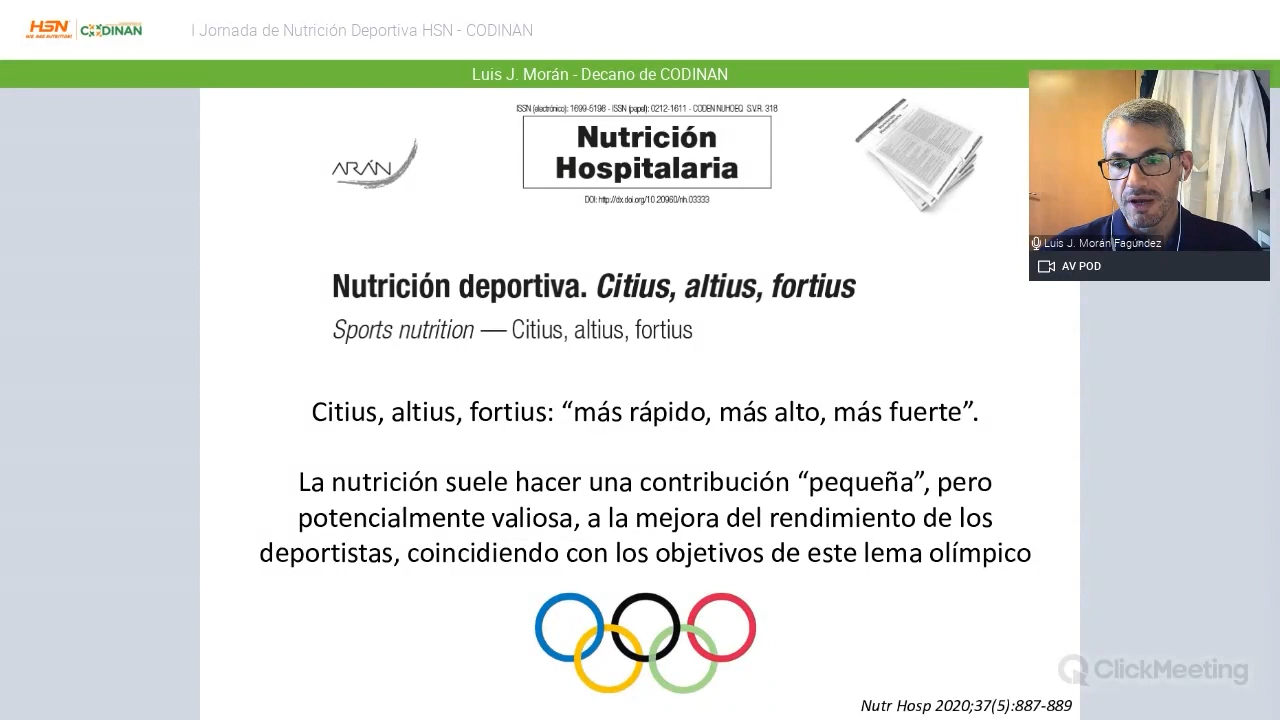 HSN
CODINAN
I Jornada de Nutrición Deportiva HSN - CODINAN
Luis J. Morán - Decano de CODINAN
ISSN (electrónico): 1699-5198 - ISSN (papel): 0212-1611 - CODEN NUHOEQ S.V.R. 318
ARÁN
Nutrición
Hospitalaria
DOI: http://dx.doi.org/10.20960/nh.03333
Luis J. Morán Fagúndez
AV POD
Nutrición deportiva. Citius, altius, fortius
Sports nutrition — Citius, altius, fortius
Citius, altius, fortius: “más rápido, más alto, más fuerte”.
La nutrición suele hacer una contribución “pequeña”, pero
potencialmente valiosa, a la mejora del rendimiento de los
deportistas, coincidiendo con los objetivos de este lema olímpico
ClickMeeting
Nutr Hosp 2020;37(5):887-889